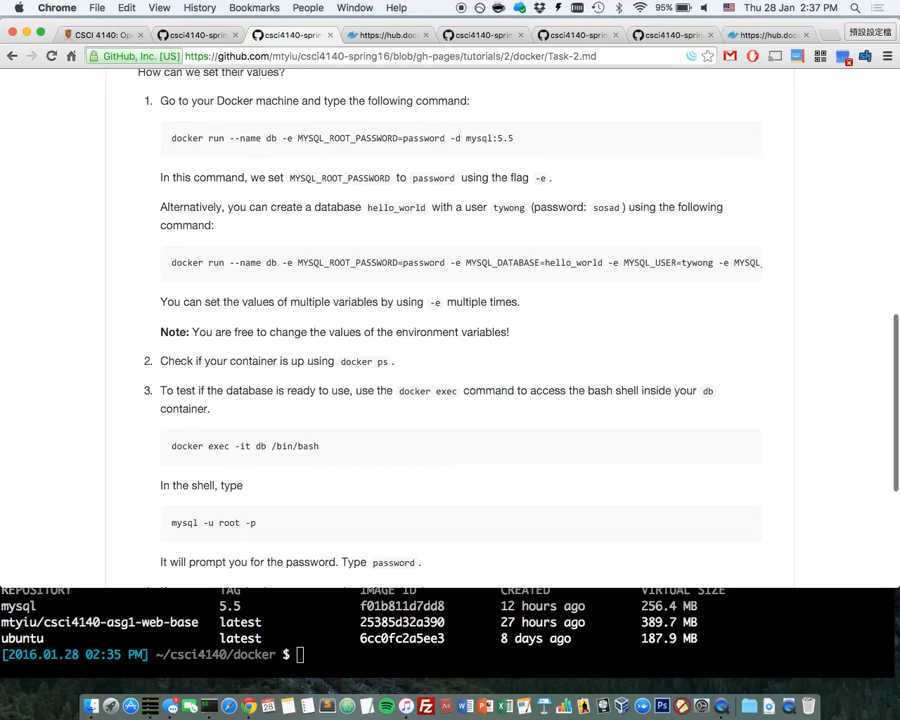 Chrome File Edit View History Bookmarks People Window Help 95% Thu 28 Jan 2:37 PM
CSCI 4140: Op csci4140-sprin csci4140-sprin https://hub.doc csci4140-sprin csci4140-sprin csci4140-sprin https://hub.doc 預設設定檔
GitHub, Inc. [US] https://github.com/mtyiu/csci4140-spring16/blob/gh-pages/tutorials/2/docker/Task-2.md
How can we set their values?
1. Go to your Docker machine and type the following command:
docker run --name db -e MYSQL_ROOT_PASSWORD=password -d mysql:5.5
In this command, we set MYSQL_ROOT_PASSWORD to password using the flag -e .
Alternatively, you can create a database hello_world with a user tywong (password: sosad ) using the following
command:
docker run --name db -e MYSQL_ROOT_PASSWORD=password -e MYSQL_DATABASE=hello_world -e MYSQL_USER=tywong -e MYSQL_
You can set the values of multiple variables by using -e multiple times.
Note: You are free to change the values of the environment variables!
2. Check if your container is up using docker ps .
3. To test if the database is ready to use, use the docker exec command to access the bash shell inside your db
container.
docker exec -it db /bin/bash
In the shell, type
mysql -u root -p
It will prompt you for the password. Type password .
REPOSITORY TAG IMAGE ID CREATED VIRTUAL SIZE
mysql 5.5 f01b811d7dd8 12 hours ago 256.4 MB
mtyiu/csci4140-asg1-web-base latest 25385d32a390 27 hours ago 389.7 MB
ubuntu latest 6cc0fc2a5ee3 8 days ago 187.9 MB
[2016.01.28 02:35 PM] ~/csci4140/docker $